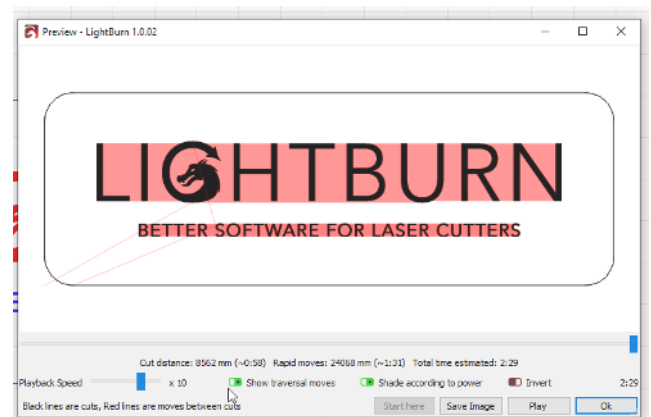 Preview - LightBurn 1.0.02
LIGHTBURN
BETTER SOFTWARE FOR LASER CUTTERS
Cut distance: 8562 mm (~0:58) Rapid moves: 24068 mm (~1:31) Total time estimated: 2:29
Playback Speed x 10 Show traversal moves Shade according to power Invert 2:29
Black lines are cuts, Red lines are moves between cuts Start here Save Image Play Ok